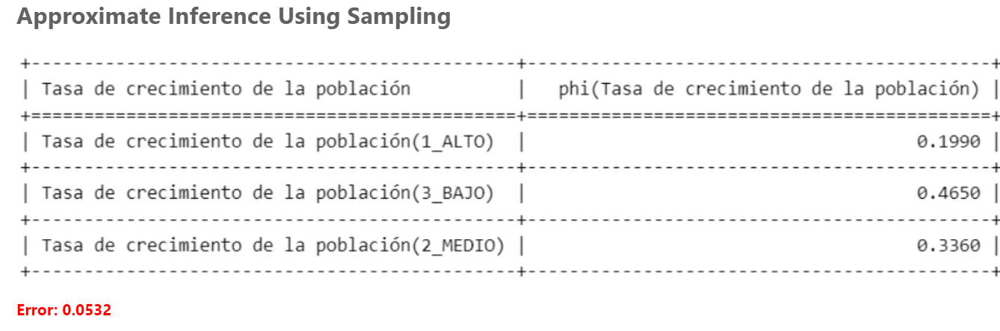 Approximate Inference Using Sampling
+----------------------------------------------+--------------------------------------------+
| Tasa de crecimiento de la población          |   phi(Tasa de crecimiento de la población) |
+==============================================+============================================+
| Tasa de crecimiento de la población(1_ALTO)  |                                     0.1990 |
+----------------------------------------------+--------------------------------------------+
| Tasa de crecimiento de la población(3_BAJO)  |                                     0.4650 |
+----------------------------------------------+--------------------------------------------+
| Tasa de crecimiento de la población(2_MEDIO) |                                     0.3360 |
+----------------------------------------------+--------------------------------------------+
Error: 0.0532